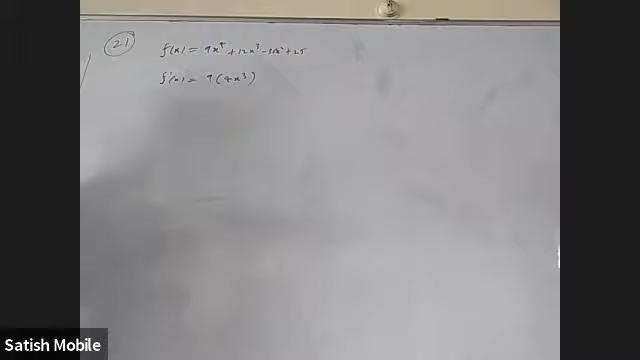 21
f(x) = 9x⁴ + 12x³ - 36x² + 25
f'(x) = 9(4x³)
Satish Mobile